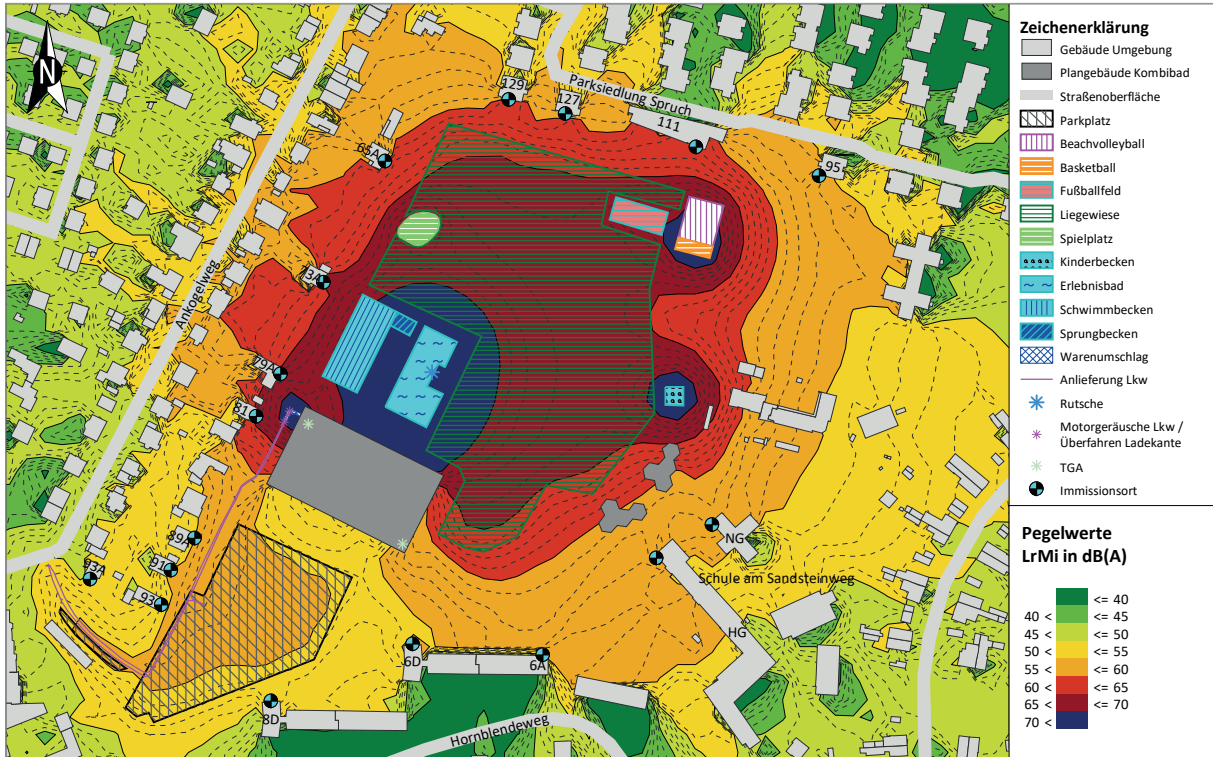 N
129
127
Parksiedlung Spruch
111
65A
95
73A
Ankogelweg
79A
81
89A
91
93A
93
NG
Schule am Sandsteinweg
HG
6D
6A
8D
Hornblendeweg
Zeichenerklärung
Gebäude Umgebung
Plangebäude Kombibad
Straßenoberfläche
Parkplatz
Beachvolleyball
Basketball
Fußballfeld
Liegewiese
Spielplatz
Kinderbecken
Erlebnisbad
Schwimmbecken
Sprungbecken
Warenumschlag
Anlieferung Lkw
Rutsche
Motorgeräusche Lkw /
Überfahren Ladekante
TGA
Immissionsort
Pegelwerte
LrMi in dB(A)
<= 40
40 < <= 45
45 < <= 50
50 < <= 55
55 < <= 60
60 < <= 65
65 < <= 70
70 <